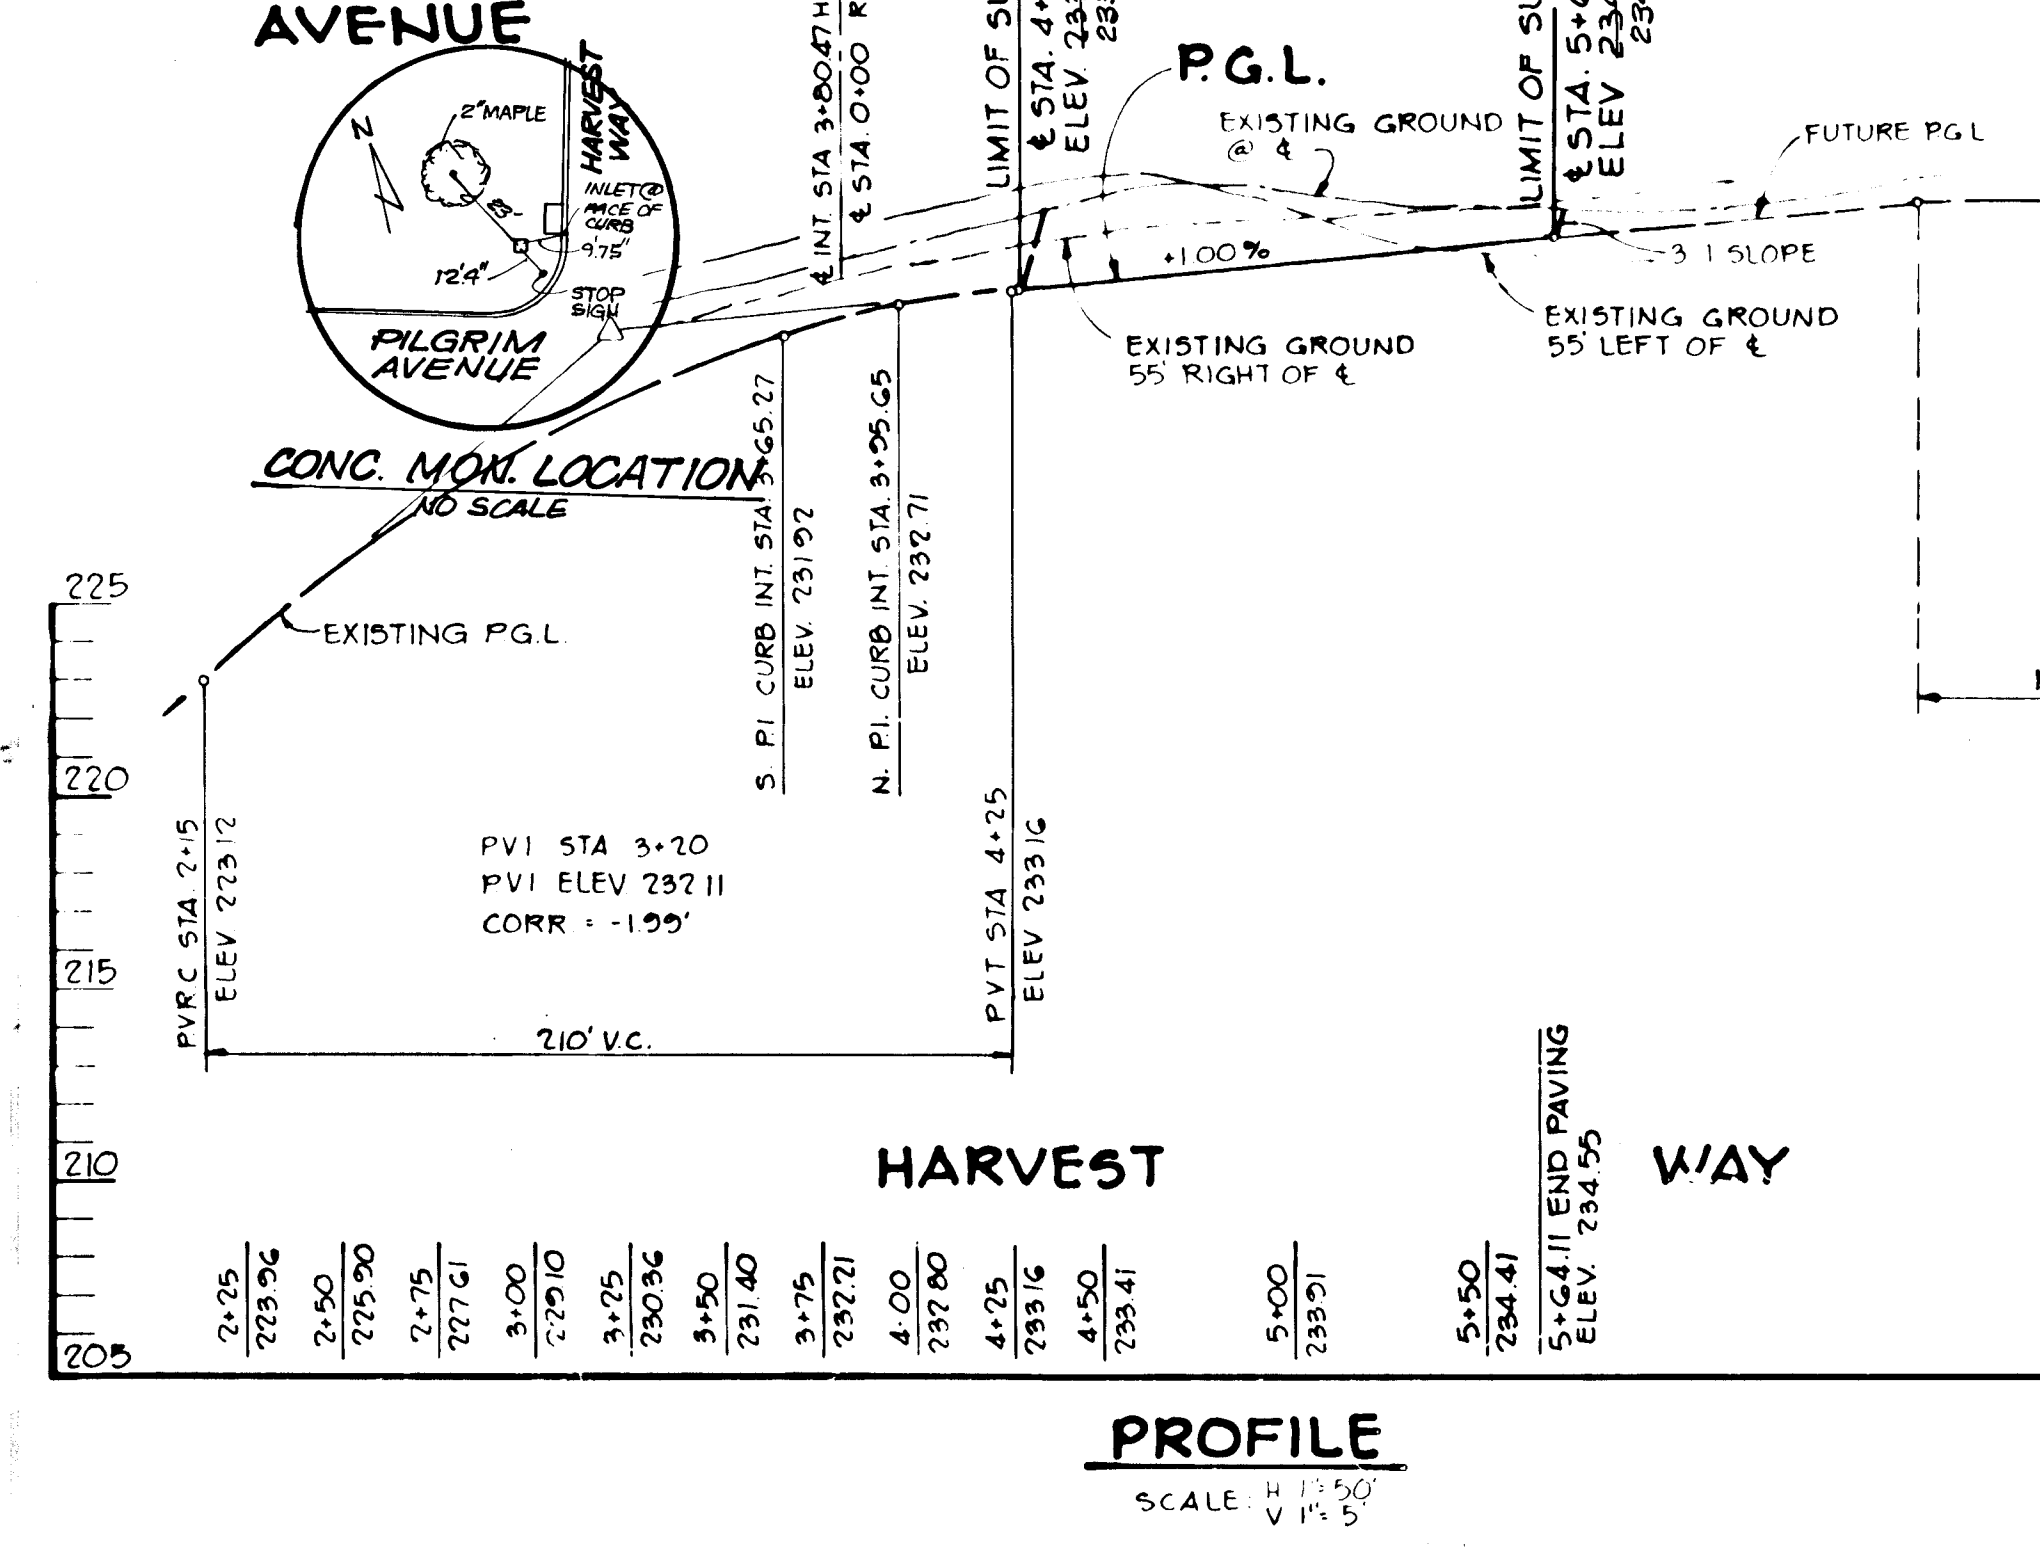 AVENUE
HARVEST
WAY
2" MAPLE
N
INLET @
FACE OF
CURB
23'
9.75"
12'4"
STOP
SIGN
PILGRIM
AVENUE
CONC. MON. LOCATION
NO SCALE
℄ INT. STA 3+80.47 H
℄ STA. 0+00 R
LIMIT OF
℄ STA. 4+
ELEV.
P.G.L.
EXISTING GROUND
@ ℄
LIMIT OF
℄ STA. 5+
ELEV
FUTURE P.G.L
+1.00%
3:1 SLOPE
EXISTING GROUND
55' RIGHT OF ℄
EXISTING GROUND
55' LEFT OF ℄
EXISTING P.G.L.
S. P.I. CURB INT. STA. 3+65.27
ELEV. 231.92
N. P.I. CURB INT. STA. 3+95.65
ELEV. 232.71
225
220
215
210
205
P.V.R.C STA. 2+15
ELEV 223.12
PVI STA 3+20
PVI ELEV 232.11
CORR. = -1.99'
PVT STA 4+25
ELEV 233.16
210' V.C.
HARVEST WAY
2+25
223.96
2+50
225.90
2+75
227.61
3+00
229.10
3+25
230.36
3+50
231.40
3+75
232.21
4+00
232.80
4+25
233.16
4+50
233.41
5+00
233.91
5+50
234.41
5+64.11 END PAVING
ELEV. 234.55
PROFILE
SCALE: H 1"=50'
V 1"=5'